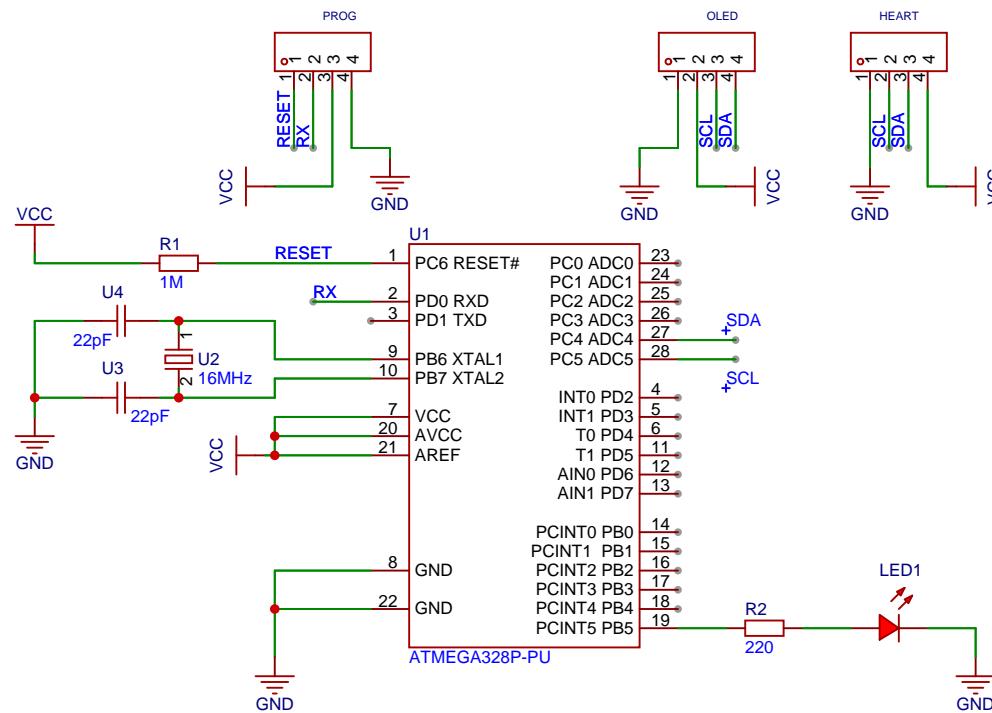 PROG
OLED
HEART
1 2 3 4
1 2 3 4
1 2 3 4
1 2 3 4
1 2 3 4
1 2 3 4
RESET
RX
SCL
SDA
SCL
SDA
VCC
GND
GND
VCC
GND
VCC
VCC
R1
1M
RESET
U1
1 PC6 RESET#
RX
2 PD0 RXD
3 PD1 TXD
U4
22pF
1
U2
16MHz
2
U3
22pF
GND
9 PB6 XTAL1
10 PB7 XTAL2
7 VCC
20 AVCC
21 AREF
VCC
8 GND
22 GND
GND
ATMEGA328P-PU
PC0 ADC0 23
PC1 ADC1 24
PC2 ADC2 25
PC3 ADC3 26
PC4 ADC4 27
PC5 ADC5 28
SDA
SCL
INT0 PD2 4
INT1 PD3 5
T0 PD4 6
T1 PD5 11
AIN0 PD6 12
AIN1 PD7 13
PCINT0 PB0 14
PCINT1 PB1 15
PCINT2 PB2 16
PCINT3 PB3 17
PCINT4 PB4 18
PCINT5 PB5 19
R2
220
LED1
GND